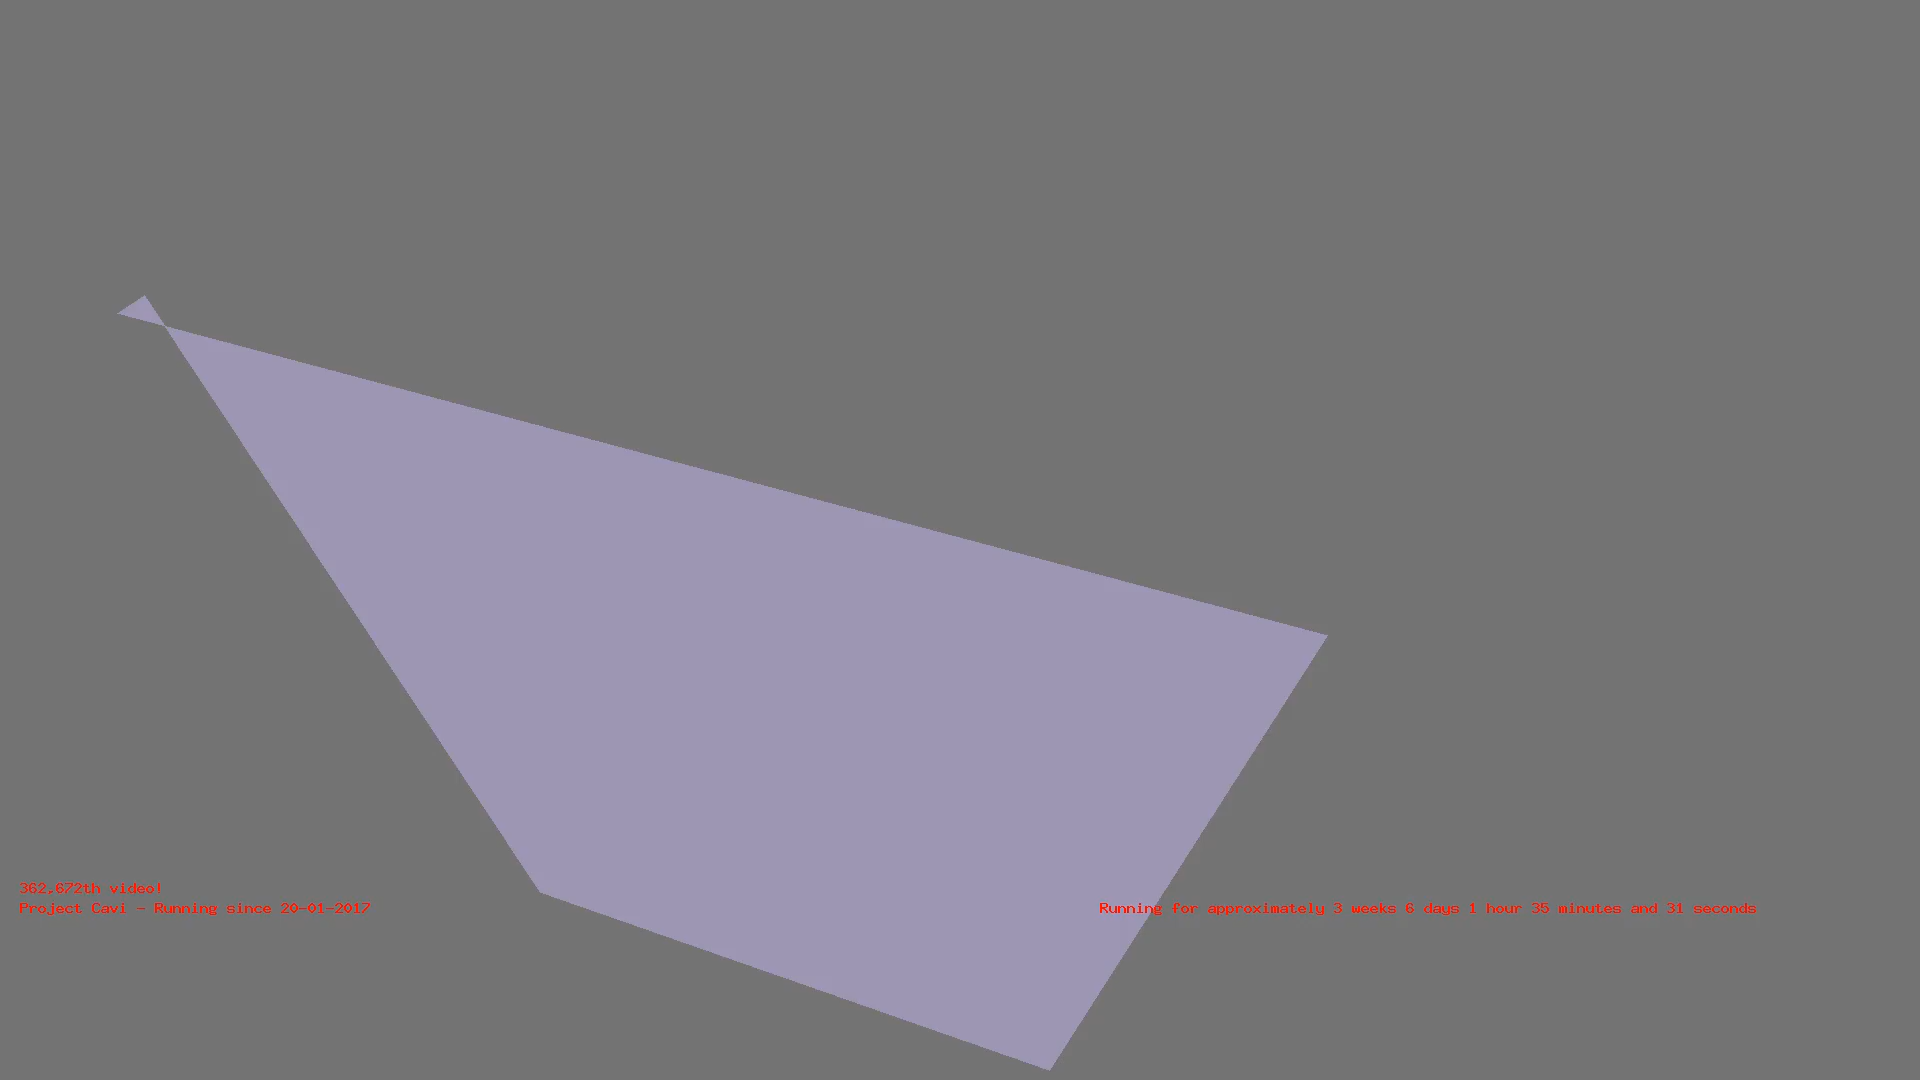 362,672th video!
Project Cavi - Running since 20-01-2017
Running for approximately 3 weeks 6 days 1 hour 35 minutes and 31 seconds